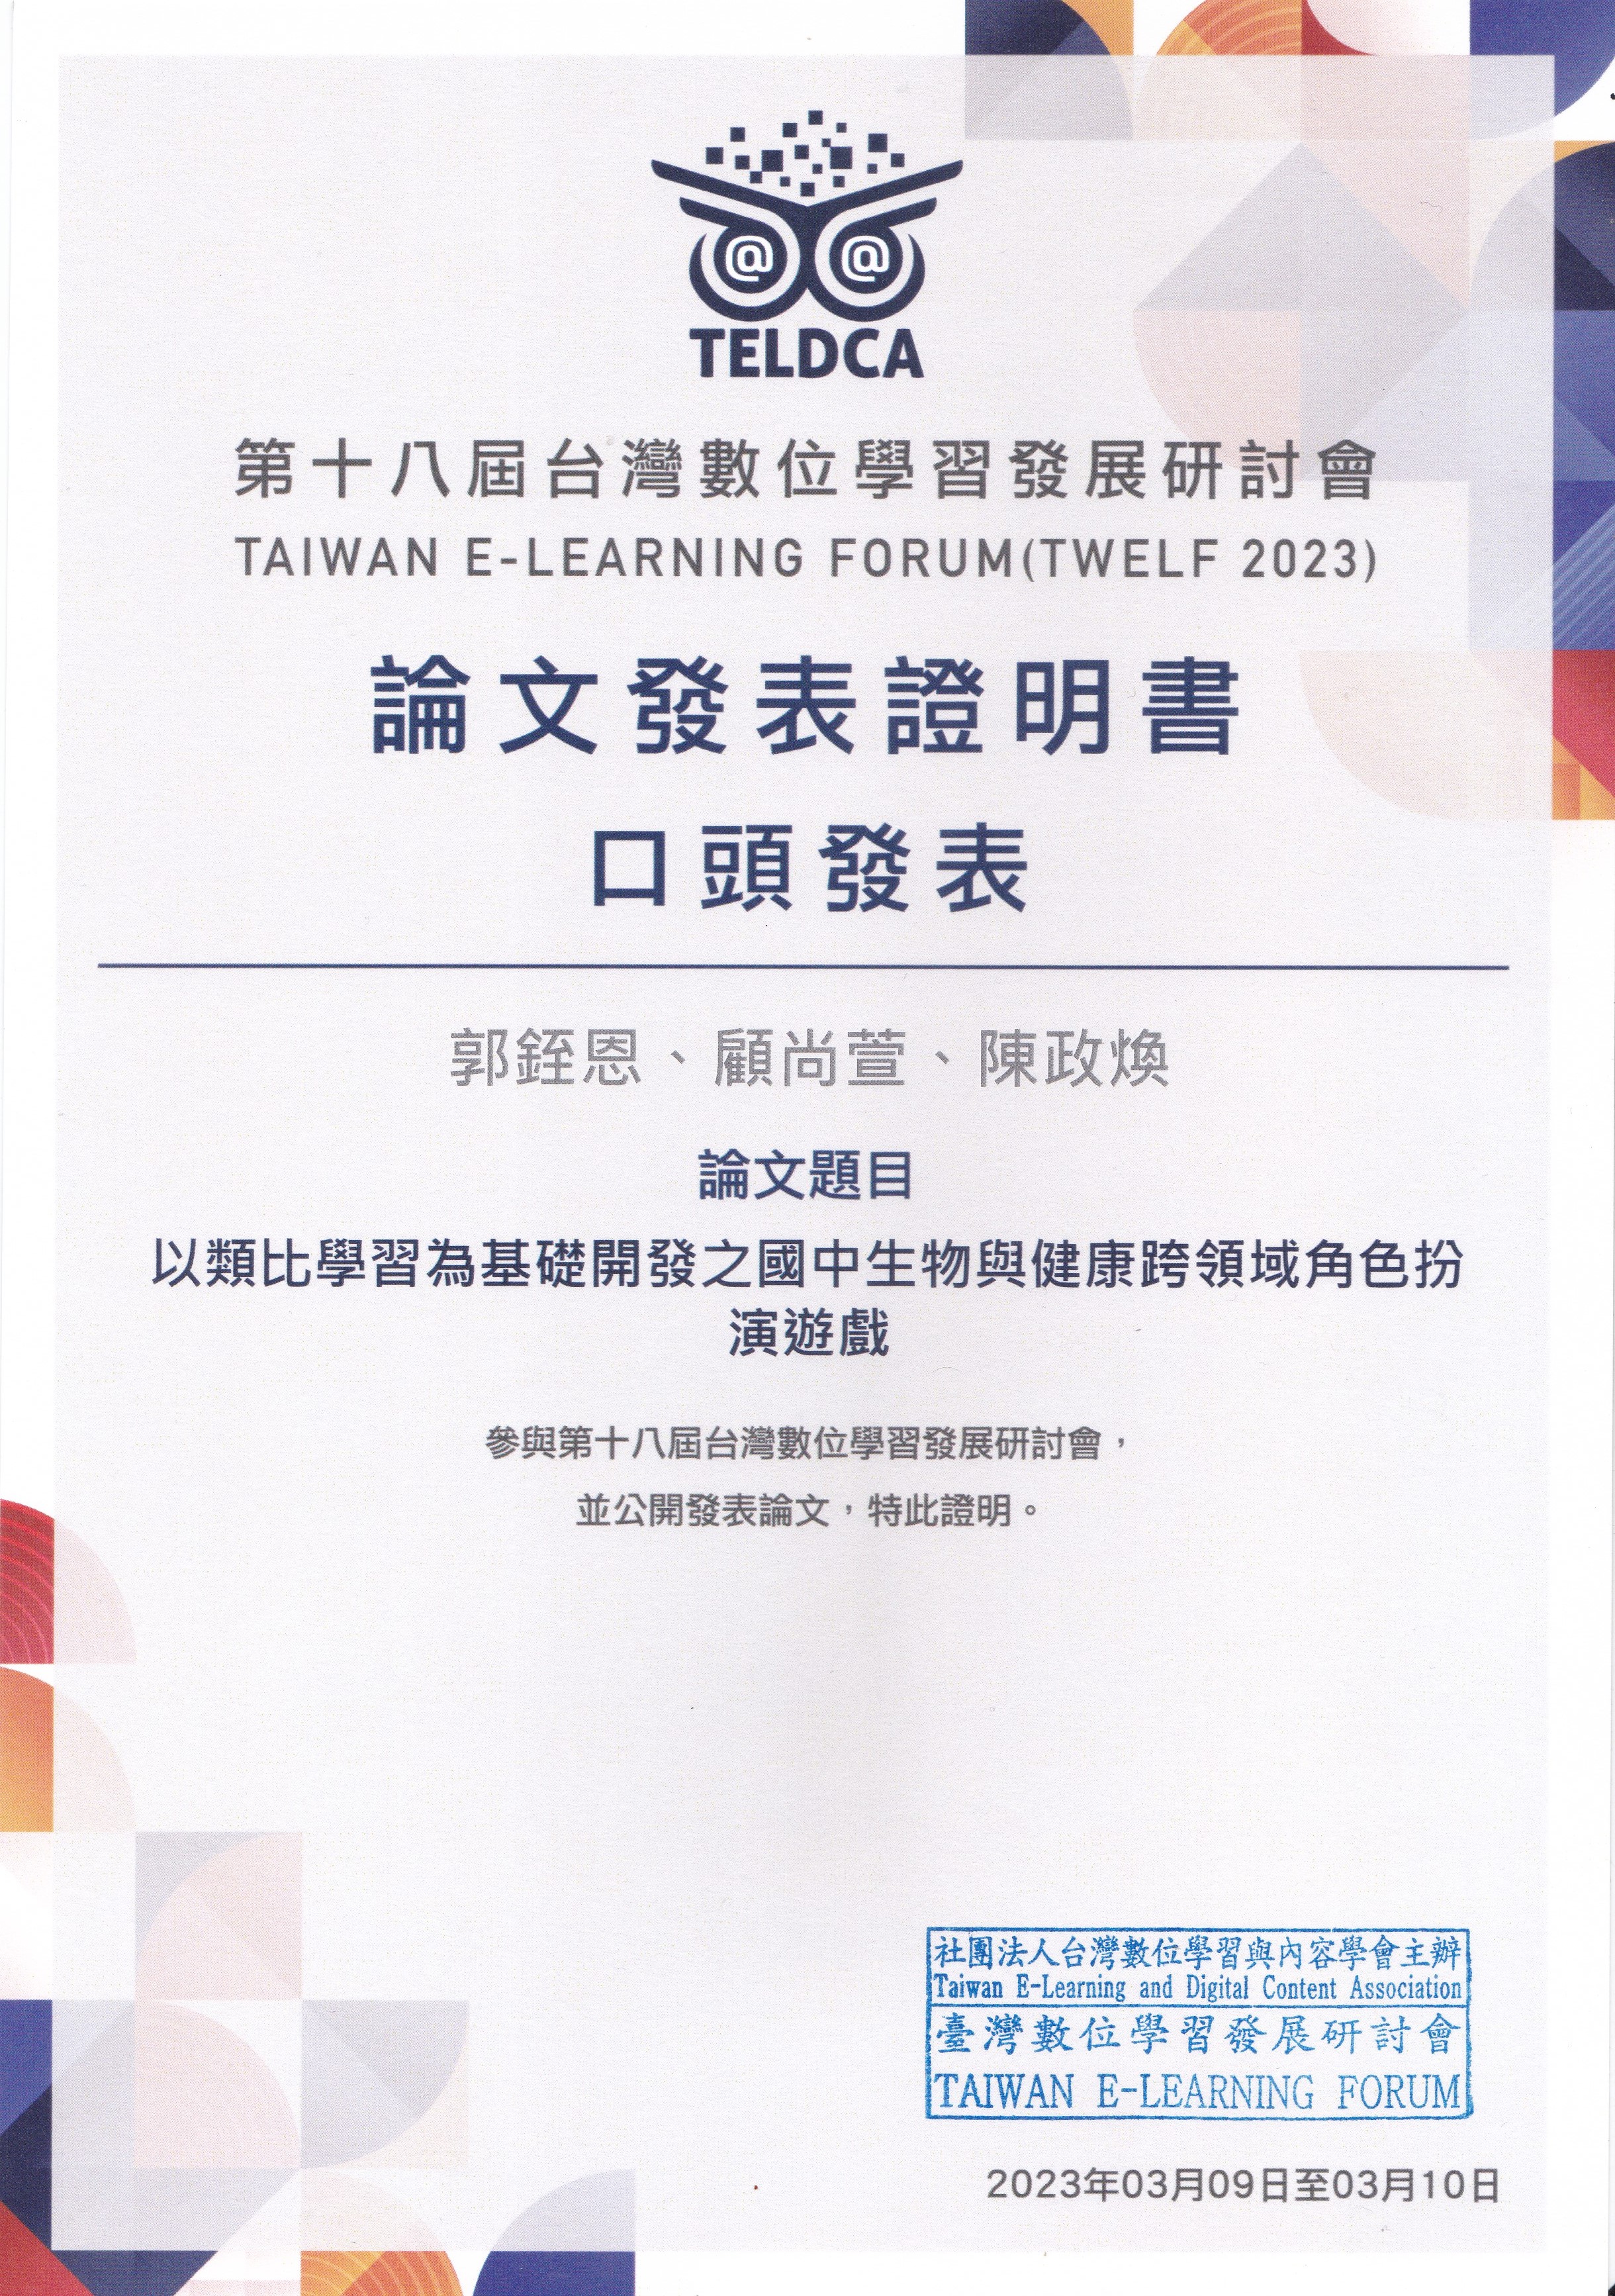 TELDCA
第十八屆台灣數位學習發展研討會
TAIWAN E-LEARNING FORUM(TWELF 2023)
論文發表證明書
口頭發表
郭銍恩、顧尚萱、陳政煥
論文題目
以類比學習為基礎開發之國中生物與健康跨領域角色扮
演遊戲
參與第十八屆台灣數位學習發展研討會，
並公開發表論文，特此證明。
社團法人台灣數位學習與內容學會主辦
Taiwan E-Learning and Digital Content Association
臺灣數位學習發展研討會
TAIWAN E-LEARNING FORUM
2023年03月09日至03月10日